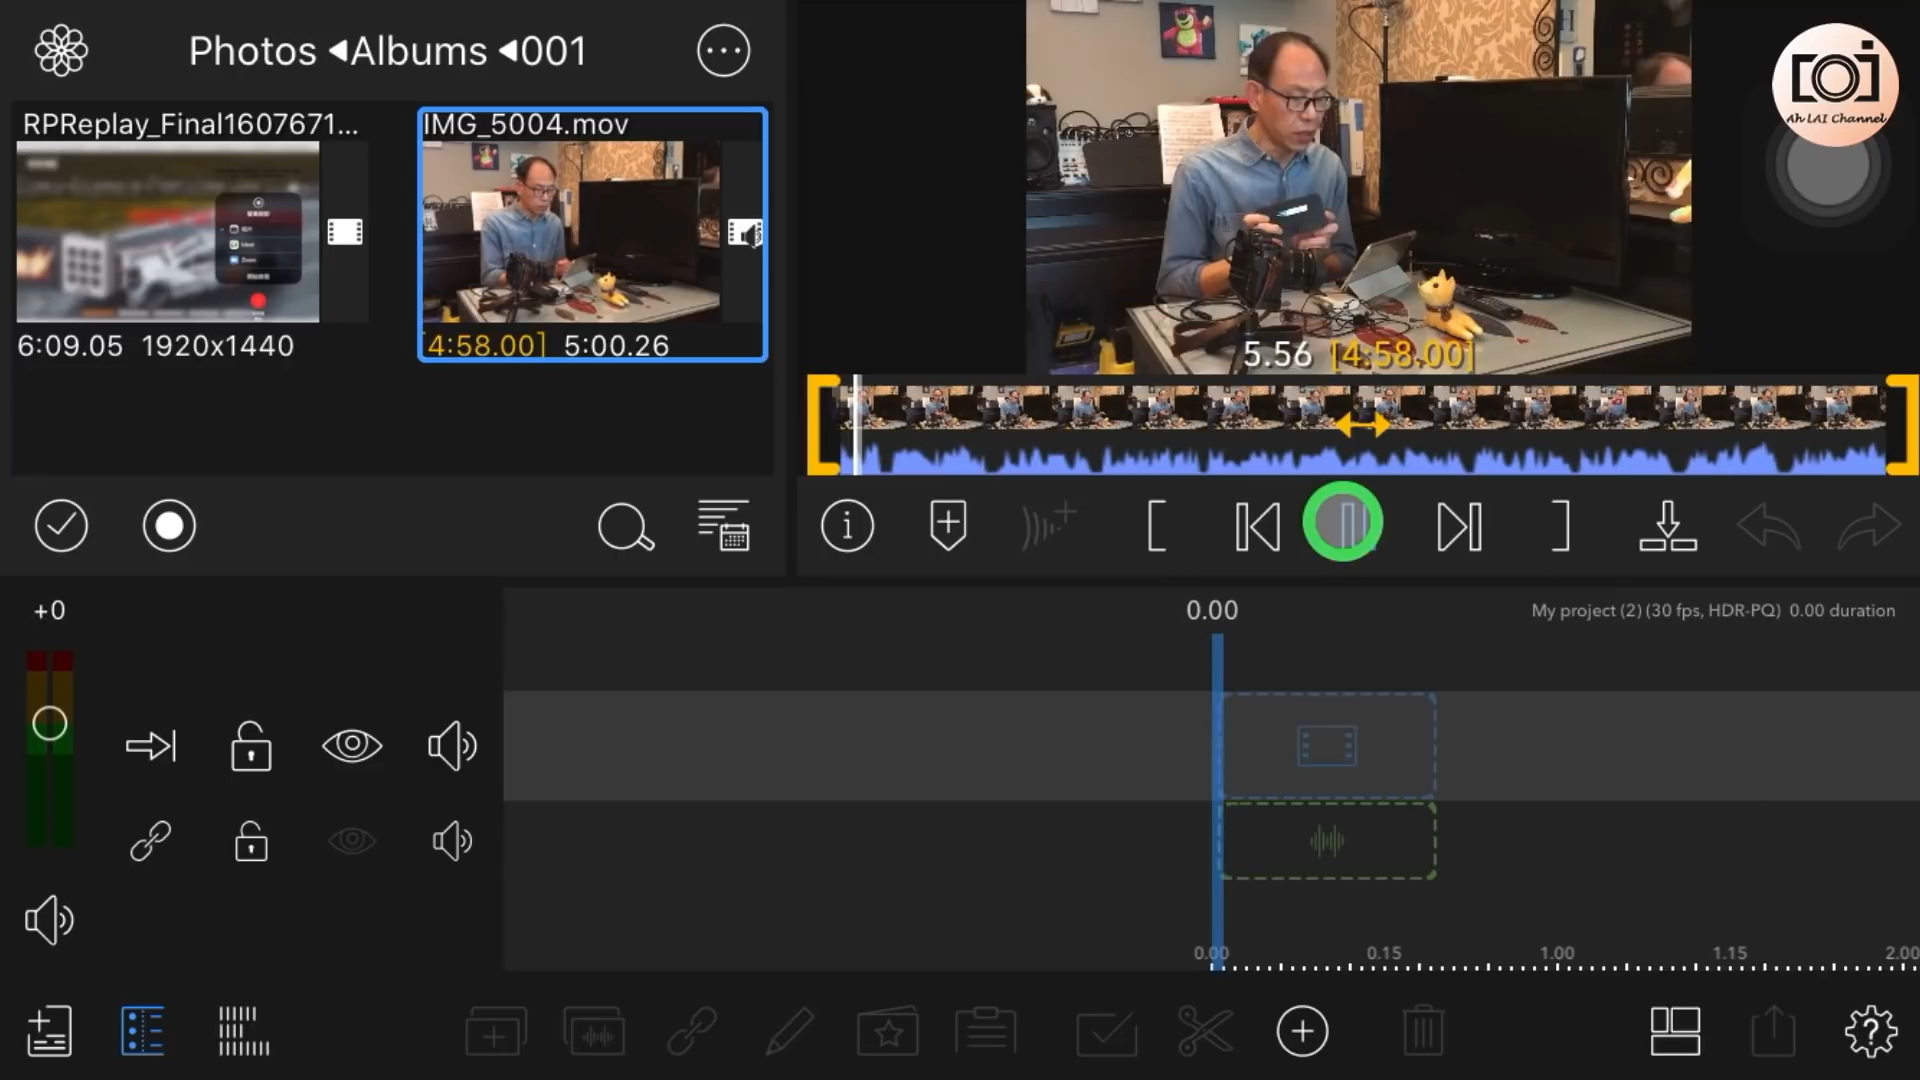 Photos ◀Albums ◀001
RPReplay_Final1607671...
IMG_5004.mov
6:09.05 1920x1440
[4:58.00] 5:00.26
Ah LAI Channel
5.56 [4:58.00]
+0
0.00
My project (2) (30 fps, HDR-PQ) 0.00 duration
0.00 0.15 1.00 1.15 2.00